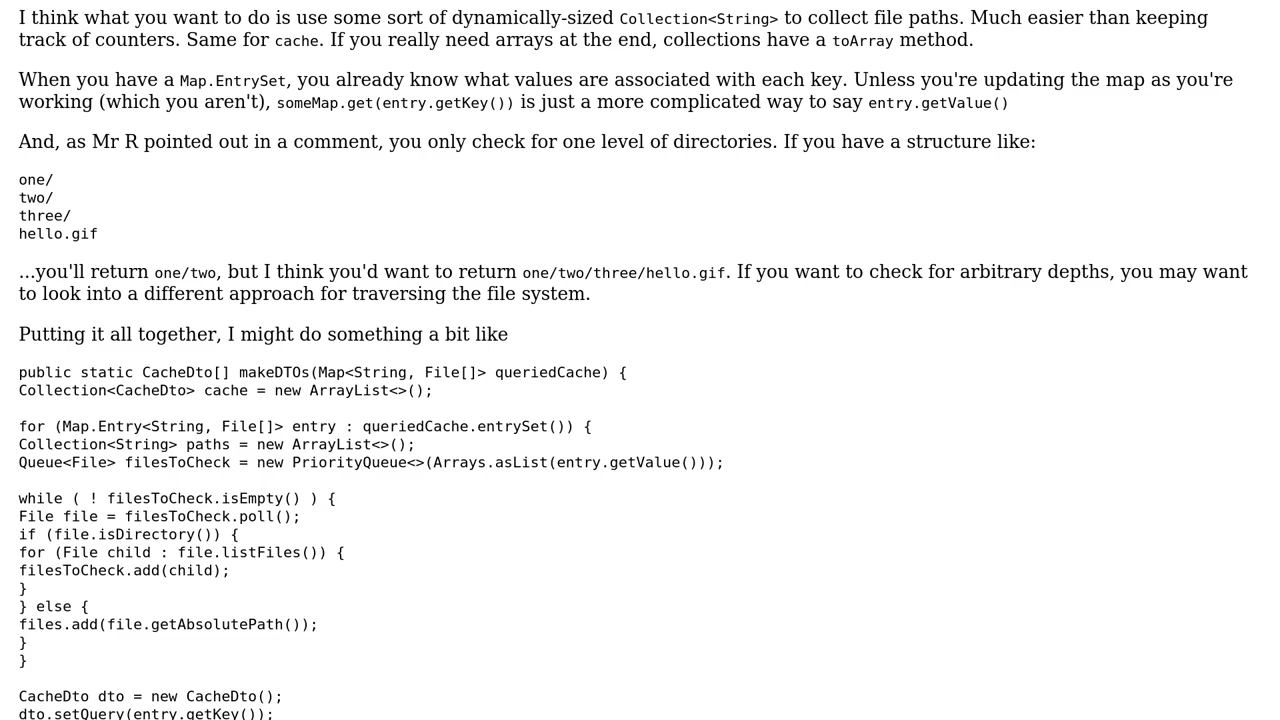 I think what you want to do is use some sort of dynamically-sized Collection<String> to collect file paths. Much easier than keeping
track of counters. Same for cache. If you really need arrays at the end, collections have a toArray method.
When you have a Map.EntrySet, you already know what values are associated with each key. Unless you're updating the map as you're
working (which you aren't), someMap.get(entry.getKey()) is just a more complicated way to say entry.getValue()
And, as Mr R pointed out in a comment, you only check for one level of directories. If you have a structure like:
one/
two/
three/
hello.gif
...you'll return one/two, but I think you'd want to return one/two/three/hello.gif. If you want to check for arbitrary depths, you may want
to look into a different approach for traversing the file system.
Putting it all together, I might do something a bit like
public static CacheDto[] makeDTOs(Map<String, File[]> queriedCache) {
Collection<CacheDto> cache = new ArrayList<>();
for (Map.Entry<String, File[]> entry : queriedCache.entrySet()) {
Collection<String> paths = new ArrayList<>();
Queue<File> filesToCheck = new PriorityQueue<>(Arrays.asList(entry.getValue()));
while ( ! filesToCheck.isEmpty() ) {
File file = filesToCheck.poll();
if (file.isDirectory()) {
for (File child : file.listFiles()) {
filesToCheck.add(child);
}
} else {
files.add(file.getAbsolutePath());
}
}
CacheDto dto = new CacheDto();
dto.setQuery(entry.getKey());